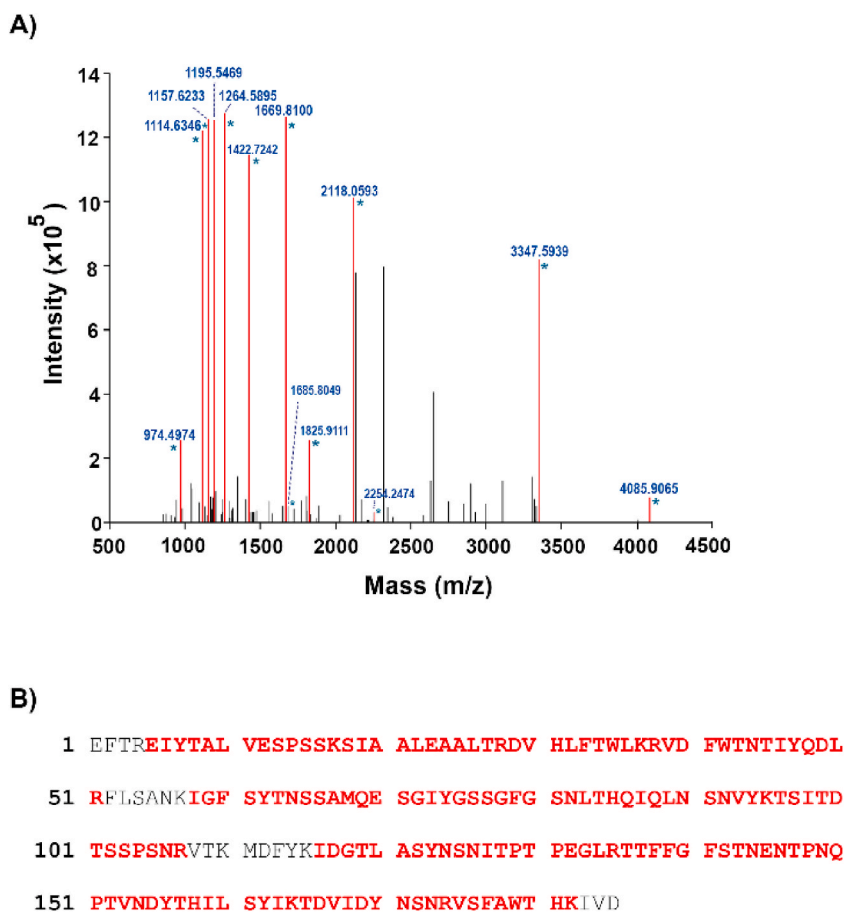 A)
1195.5469
1157.6233 1264.5895
1114.6346* * 1669.8100
* 1422.7242 *
*
2118.0593
*
3347.5939
*
1685.8049
974.4974 1825.9111
* *
2254.2474 4085.9065
* * *
14
12
10
8
6
4
2
0
Intensity (x10⁵)
500 1000 1500 2000 2500 3000 3500 4000 4500
Mass (m/z)
B)
1 EFTREIYTAL VESPSSKSIA ALEAALTRDV HLFTWLKRVD FWTNTIYQDL
51 RFLSANKIGF SYTNSSAMQE SGIYGSSGFG SNLTHQIQLN SNVYKTSITD
101 TSSPSNRVTK MDFYKIDGTL ASYNSNITPT PEGLRTTFFG FSTNENTPNQ
151 PTVNDYTHIL SYIKTDVIDY NSNRVSFAWT HKIVD